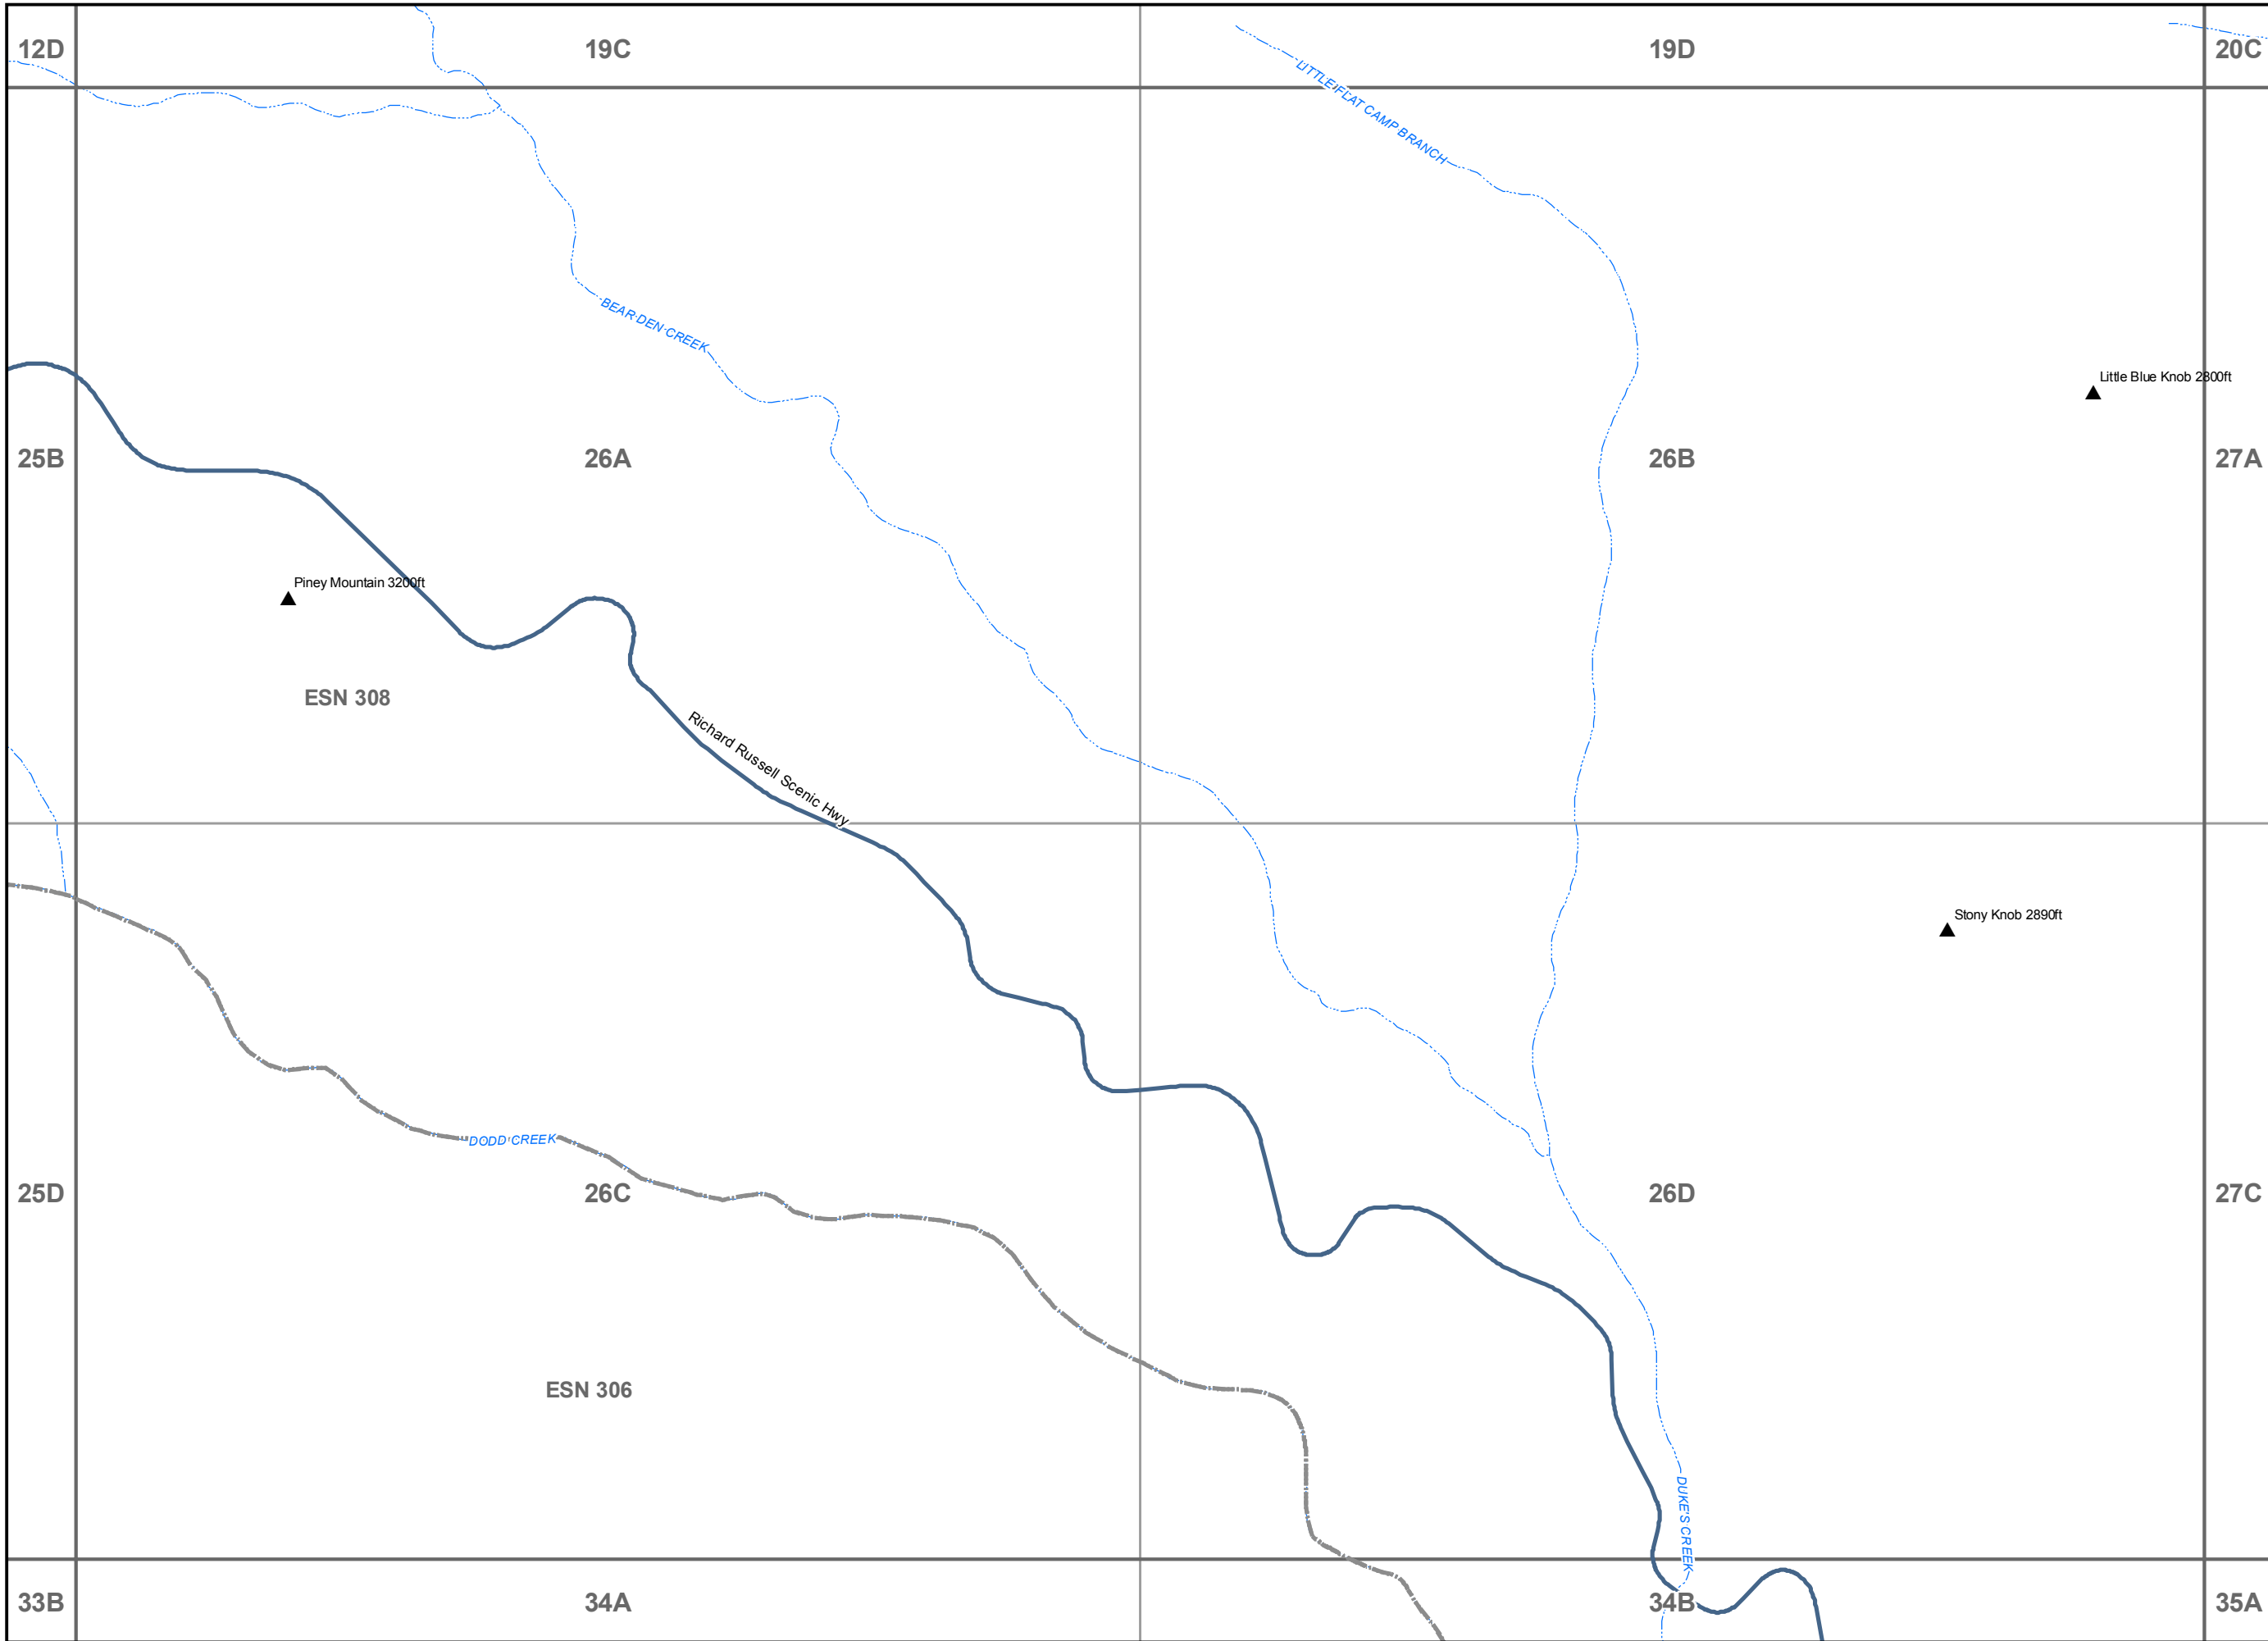 12D
19C
19D
20C
LITTLE FLAT CAMP BRANCH
BEAR DEN CREEK
Little Blue Knob 2800ft
25B
26A
26B
27A
Piney Mountain 3200ft
ESN 308
Richard Russell Scenic Hwy
Stony Knob 2890ft
DODD CREEK
25D
26C
26D
27C
ESN 306
DUKE'S CREEK
33B
34A
34B
35A